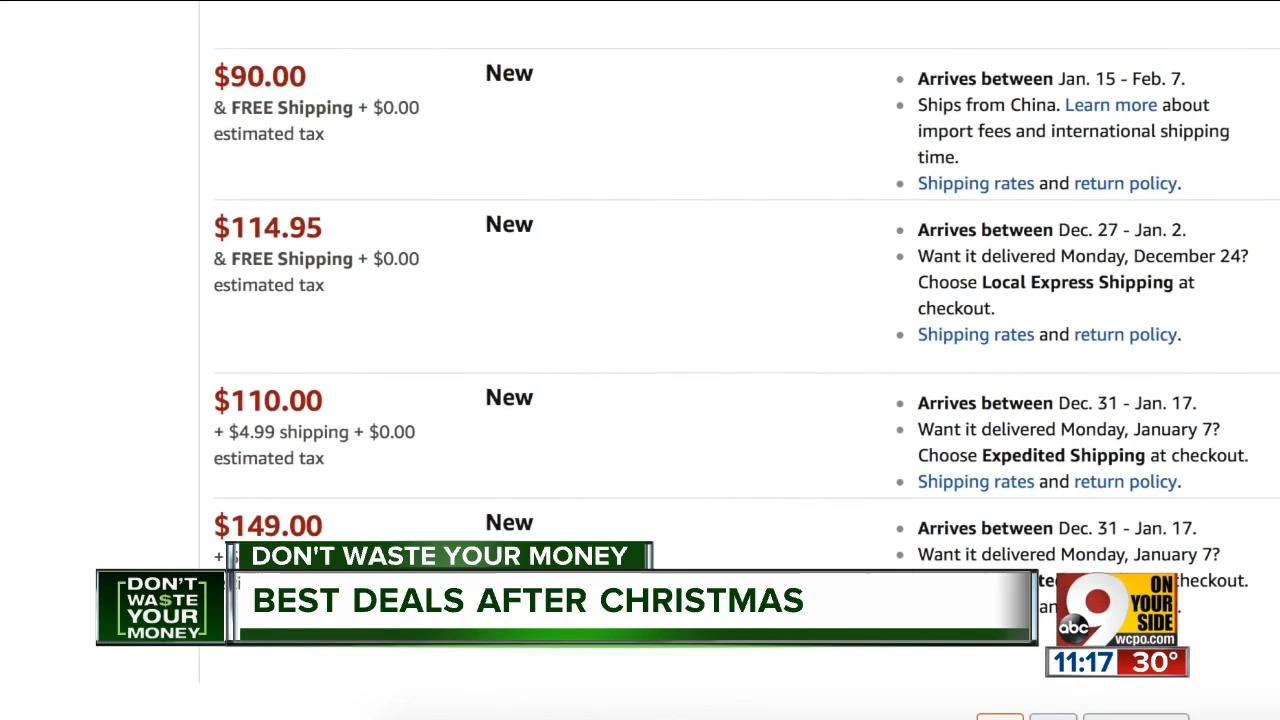 $90.00
& FREE Shipping + $0.00
estimated tax
New
Arrives between Jan. 15 - Feb. 7.
Ships from China. Learn more about
import fees and international shipping
time.
Shipping rates and return policy.
$114.95
& FREE Shipping + $0.00
estimated tax
New
Arrives between Dec. 27 - Jan. 2.
Want it delivered Monday, December 24?
Choose Local Express Shipping at
checkout.
Shipping rates and return policy.
$110.00
+ $4.99 shipping + $0.00
estimated tax
New
Arrives between Dec. 31 - Jan. 17.
Want it delivered Monday, January 7?
Choose Expedited Shipping at checkout.
Shipping rates and return policy.
$149.00
New
Arrives between Dec. 31 - Jan. 17.
Want it delivered Monday, January 7?
checkout.
DON'T WASTE YOUR MONEY
DON'T
WA$TE
YOUR
MONEY
BEST DEALS AFTER CHRISTMAS
abc 9
ON
YOUR
SIDE
wcpo.com
11:17 30°